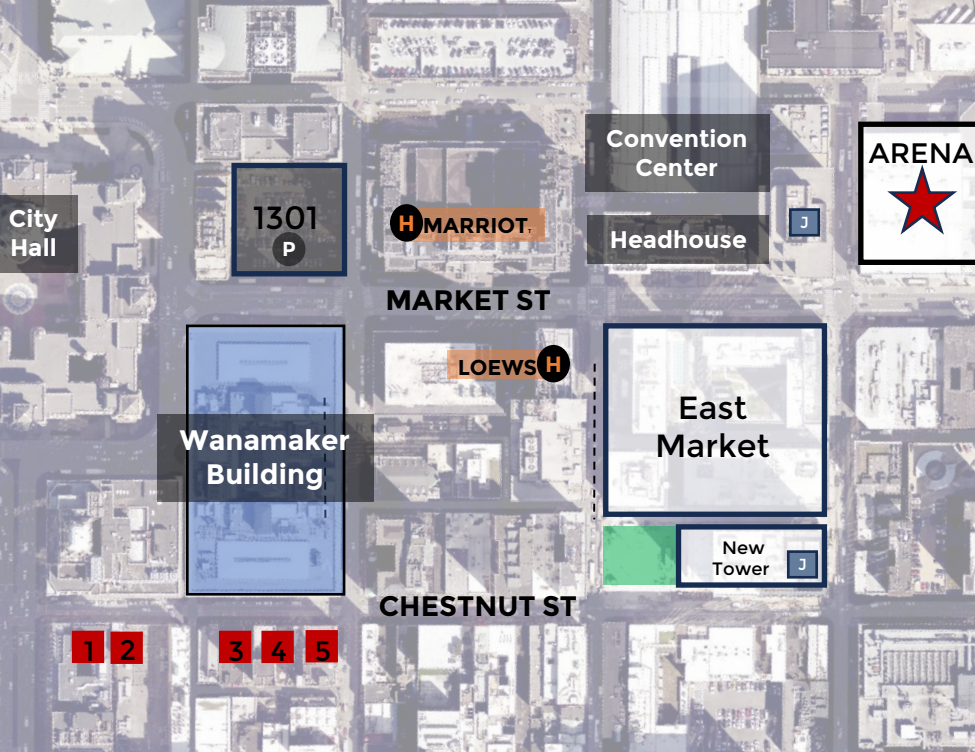 Convention
Center
ARENA
J
City
Hall
1301
P
H MARRIOT
Headhouse
MARKET ST
LOEWS H
East
Market
Wanamaker
Building
New
Tower
J
CHESTNUT ST
1 2 3 4 5